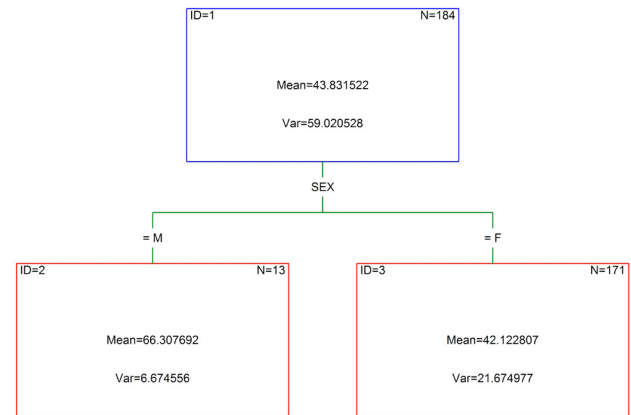 ID=1 N=184
Mean=43.831522
Var=59.020528
SEX
= M = F
ID=2 N=13 ID=3 N=171
Mean=66.307692 Mean=42.122807
Var=6.674556 Var=21.674977